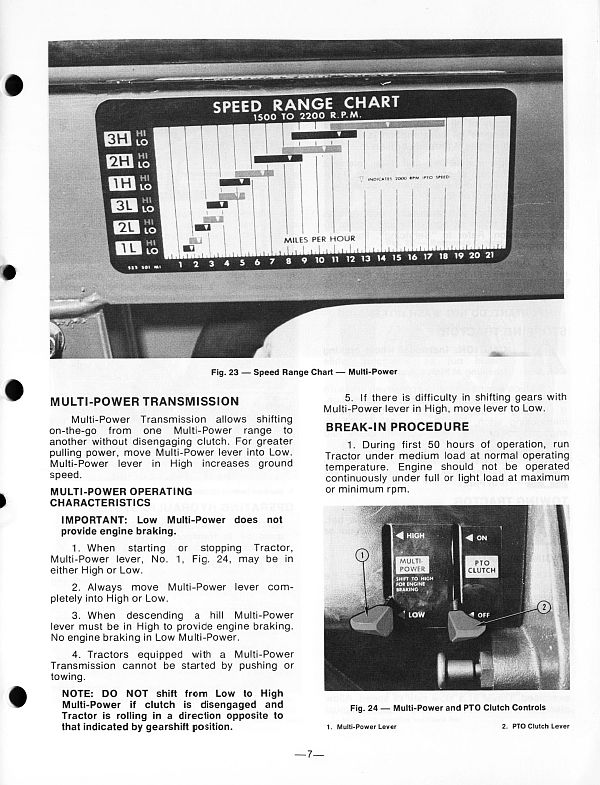 SPEED RANGE CHART
1500 TO 2200 R.P.M.
3H HI
LO
2H HI
LO
1H HI
LO
3L HI
LO
2L HI
LO
1L HI
LO
INDICATES 2000 RPM (PTO SPEED)
MILES PER HOUR
1 2 3 4 5 6 7 8 9 10 11 12 13 14 15 16 17 18 19 20 21
Fig. 23 — Speed Range Chart — Multi-Power
MULTI-POWER TRANSMISSION
Multi-Power Transmission allows shifting
on-the-go from one Multi-Power range to
another without disengaging clutch. For greater
pulling power, move Multi-Power lever into Low.
Multi-Power lever in High increases ground
speed.
MULTI-POWER OPERATING
CHARACTERISTICS
IMPORTANT: Low Multi-Power does not
provide engine braking.
1. When starting or stopping Tractor,
Multi-Power lever, No. 1, Fig. 24, may be in
either High or Low.
2. Always move Multi-Power lever com-
pletely into High or Low.
3. When descending a hill Multi-Power
lever must be in High to provide engine braking.
No engine braking in Low Multi-Power.
4. Tractors equipped with a Multi-Power
Transmission cannot be started by pushing or
towing.
NOTE: DO NOT shift from Low to High
Multi-Power if clutch is disengaged and
Tractor is rolling in a direction opposite to
that indicated by gearshift position.
5. If there is difficulty in shifting gears with
Multi-Power lever in High, move lever to Low.
BREAK-IN PROCEDURE
1. During first 50 hours of operation, run
Tractor under medium load at normal operating
temperature. Engine should not be operated
continuously under full or light load at maximum
or minimum rpm.
HIGH
MULTI-
POWER
SHIFT TO HIGH
FOR ENGINE
BRAKING
LOW
ON
PTO
CLUTCH
OFF
1
2
Fig. 24 — Multi-Power and PTO Clutch Controls
1. Multi-Power Lever
2. PTO Clutch Lever
—7—